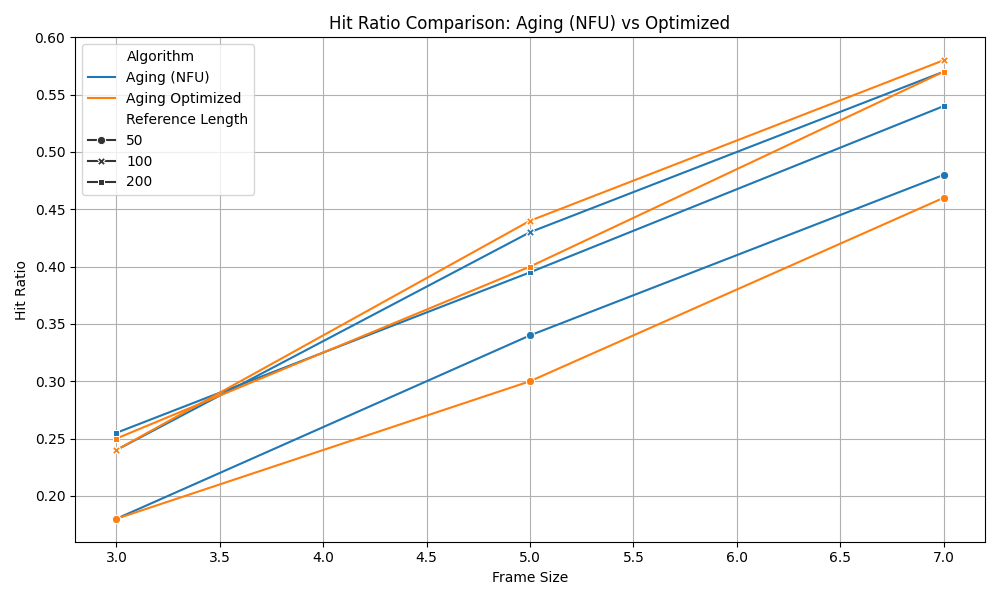 Hit Ratio Comparison: Aging (NFU) vs Optimized
Algorithm
Aging (NFU)
Aging Optimized
Reference Length
50
100
200
Hit Ratio
0.60
0.55
0.50
0.45
0.40
0.35
0.30
0.25
0.20
3.0 3.5 4.0 4.5 5.0 5.5 6.0 6.5 7.0
Frame Size